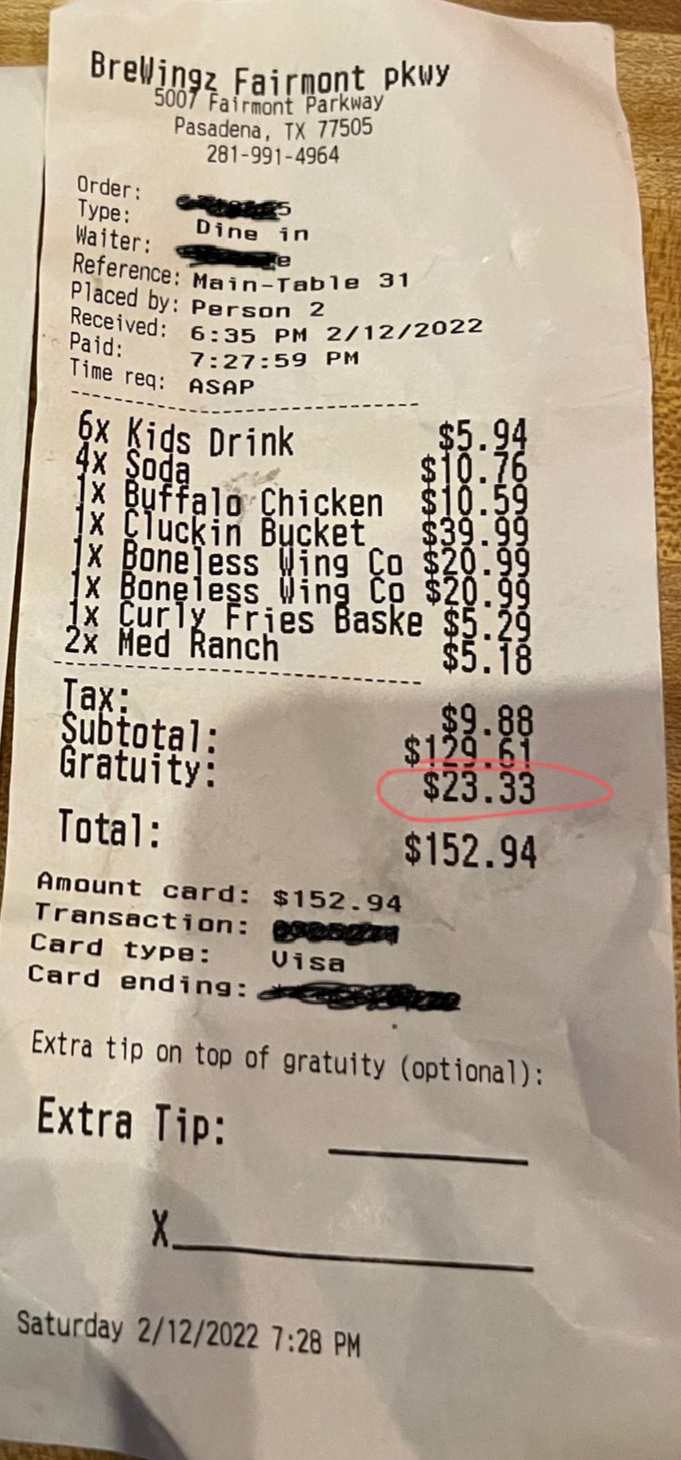 BreWingz Fairmont pkwy
5007 Fairmont Parkway
Pasadena, TX 77505
281-991-4964
Order:
Type: Dine in
Waiter:
Reference: Main-Table 31
Placed by: Person 2
Received: 6:35 PM 2/12/2022
Paid: 7:27:59 PM
Time req: ASAP
6x Kids Drink $5.94
4x Soda $10.76
1x Buffalo Chicken $10.59
1x Cluckin Bucket $39.99
1x Boneless Wing Co $20.99
1x Boneless Wing Co $20.99
1x Curly Fries Baske $5.29
2x Med Ranch $5.18
Tax: $9.88
Subtotal: $129.61
Gratuity: $23.33
Total: $152.94
Amount card: $152.94
Transaction:
Card type: Visa
Card ending:
Extra tip on top of gratuity (optional):
Extra Tip:
X
Saturday 2/12/2022 7:28 PM